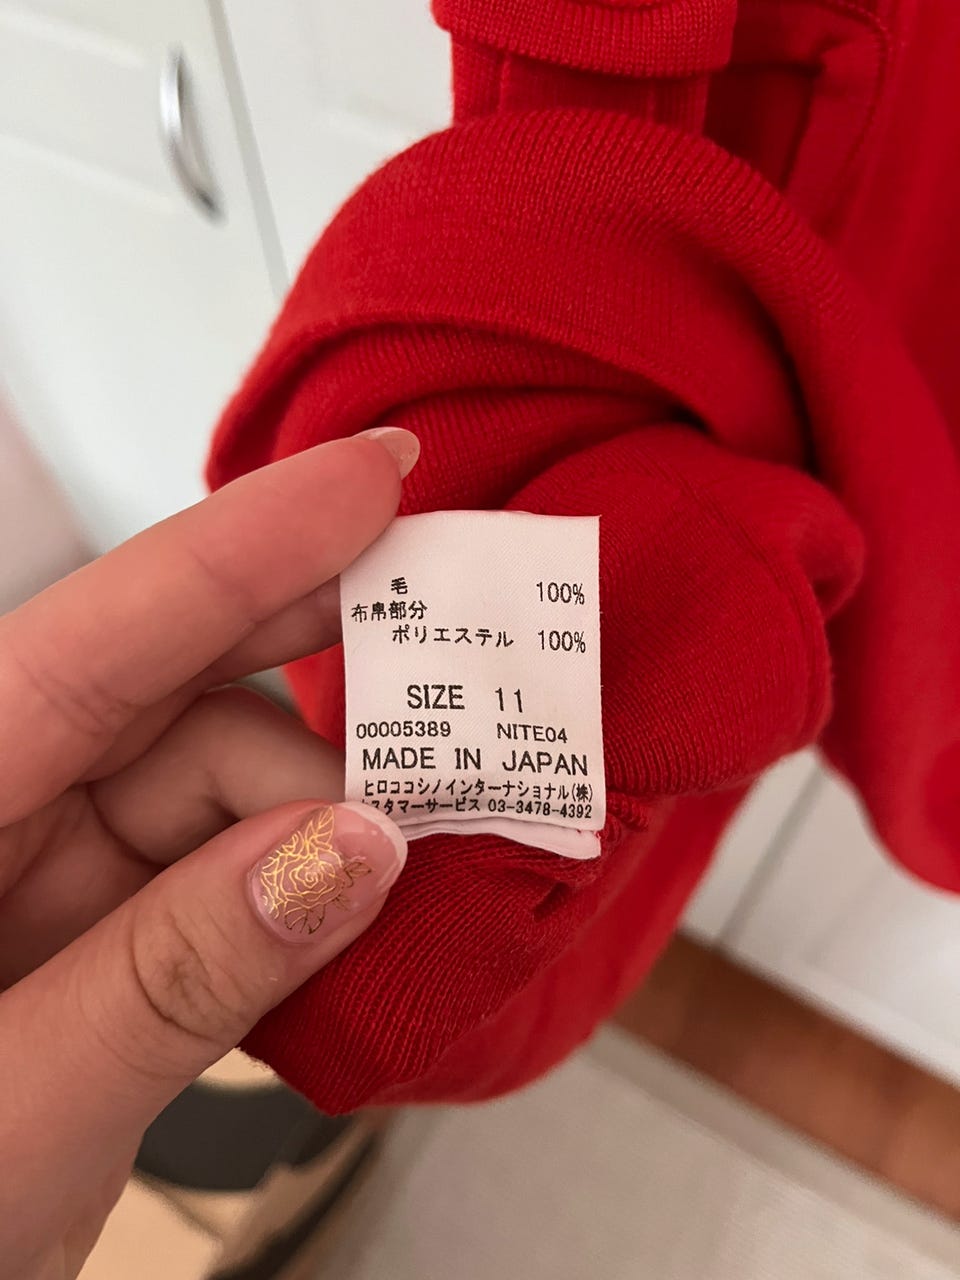 毛 100%
布帛部分
ポリエステル 100%
SIZE 11
00005389 NITE04
MADE IN JAPAN
ヒロココシノインターナショナル(株)
スタマーサービス 03-3478-4392